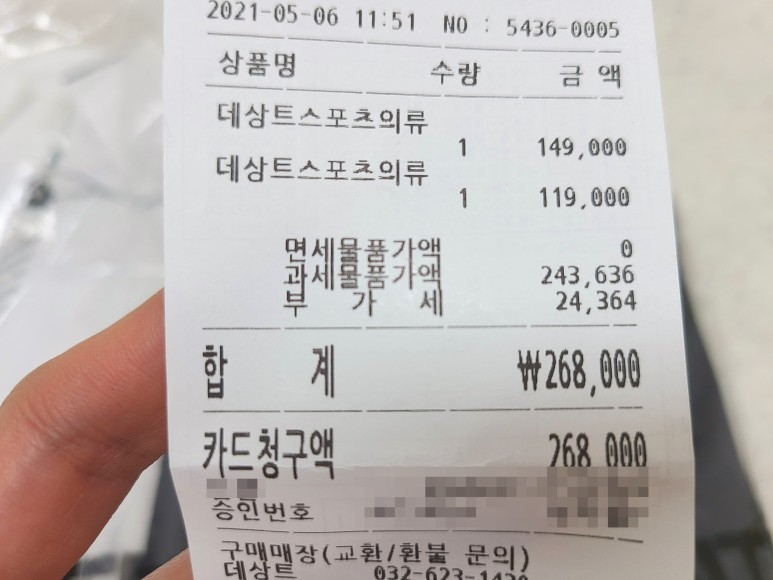 2021-05-06 11:51 NO : 5436-0005
상품명 수량 금 액
데상트스포츠의류
1 149,000
데상트스포츠의류
1 119,000
면세물품가액 0
과세물품가액 243,636
부 가 세 24,364
합 계 ₩268,000
카드청구액 268,000
승인번호
구매매장(교환/환불 문의)
데상트 032-623-1420